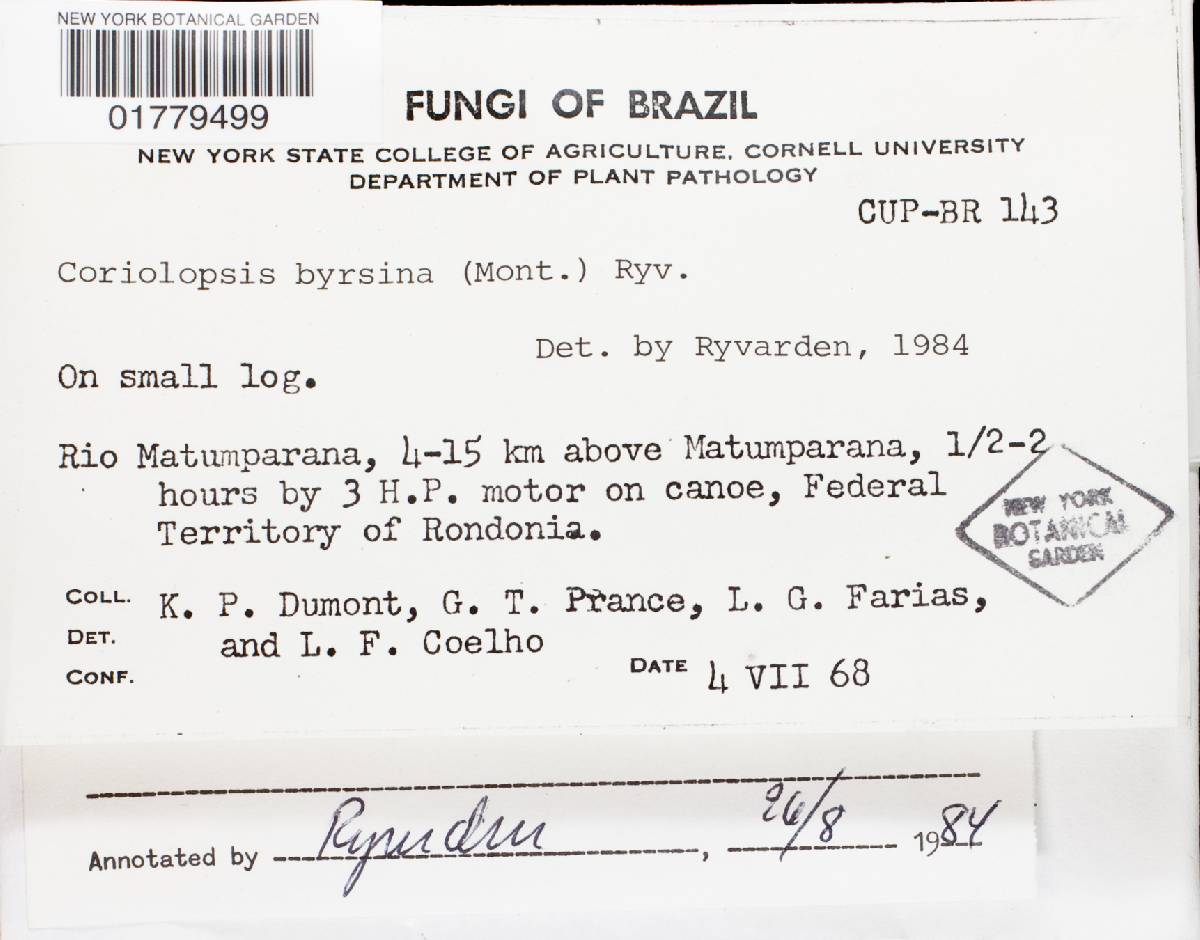 NEW YORK BOTANICAL GARDEN
01779499
FUNGI OF BRAZIL
NEW YORK STATE COLLEGE OF AGRICULTURE, CORNELL UNIVERSITY
DEPARTMENT OF PLANT PATHOLOGY
CUP-BR 143
Coriolopsis byrsina (Mont.) Ryv.
Det. by Ryvarden, 1984
On small log.
Rio Matumparana, 4-15 km above Matumparana, 1/2-2
hours by 3 H.P. motor on canoe, Federal
Territory of Rondonia.
NEW YORK
BOTANICAL
GARDEN
COLL. K. P. Dumont, G. T. Prance, L. G. Farias,
DET. and L. F. Coelho
CONF.
DATE 4 VII 68
Annotated by Ryvarden, 26/8 1984